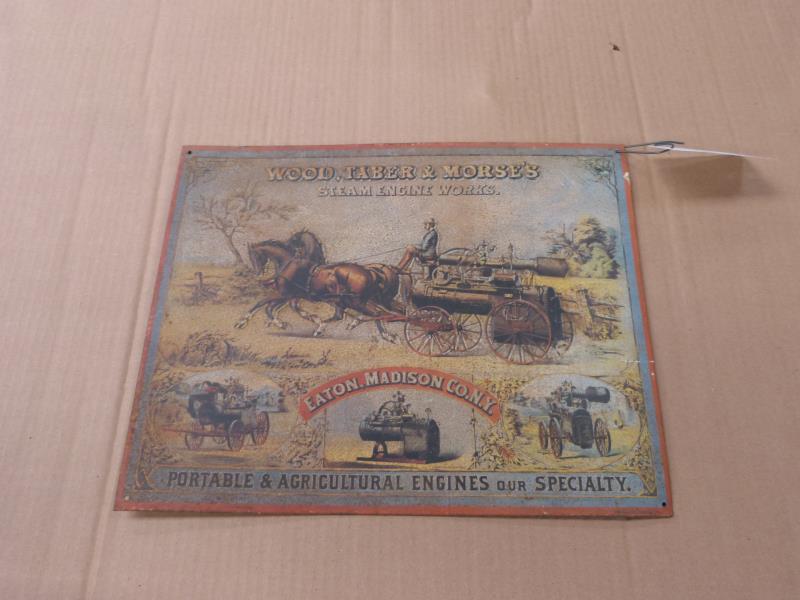 WOOD, TABER & MORSE'S
STEAM ENGINE WORKS.
EATON, MADISON CO. N.Y.
PORTABLE & AGRICULTURAL ENGINES OUR SPECIALTY.